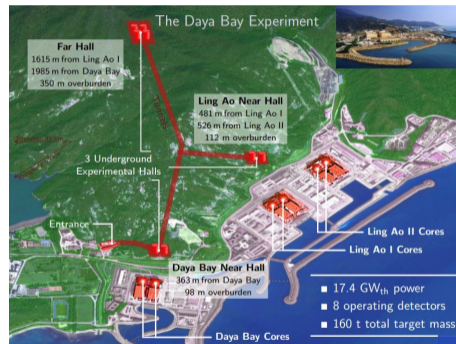 The Daya Bay Experiment
Far Hall
1615 m from Ling Ao I
1985 m from Daya Bay
350 m overburden
Ling Ao Near Hall
481 m from Ling Ao I
526 m from Ling Ao II
112 m overburden
3 Underground
Experimental Halls
Entrance
Ling Ao II Cores
Ling Ao I Cores
Daya Bay Near Hall
363 m from Daya Bay
98 m overburden
Daya Bay Cores
■ 17.4 GWth power
■ 8 operating detectors
■ 160 t total target mass